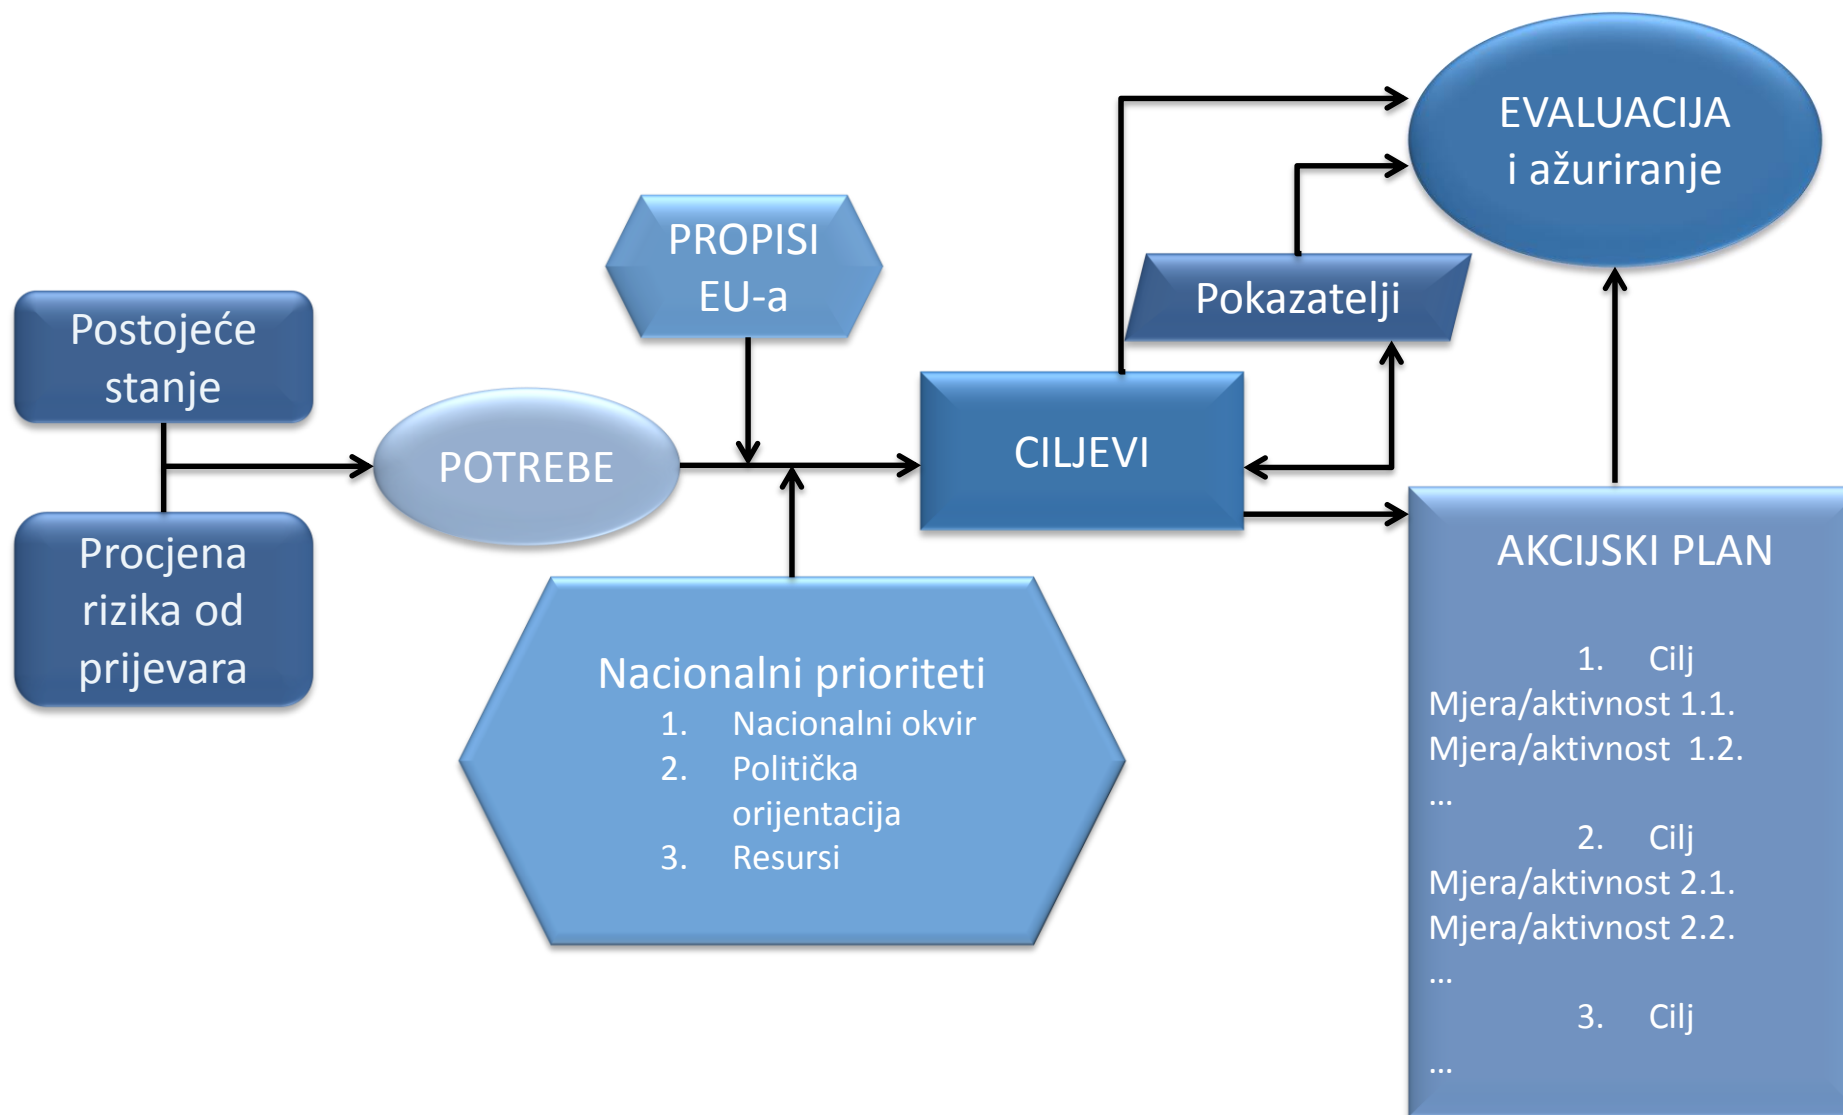 Postojeće
stanje
Procjena
rizika od
prijevara
POTREBE
PROPISI
EU-a
Nacionalni prioriteti
1. Nacionalni okvir
2. Politička
orijentacija
3. Resursi
CILJEVI
Pokazatelji
EVALUACIJA
i ažuriranje
AKCIJSKI PLAN
1. Cilj
Mjera/aktivnost 1.1.
Mjera/aktivnost 1.2.
...
2. Cilj
Mjera/aktivnost 2.1.
Mjera/aktivnost 2.2.
...
3. Cilj
...